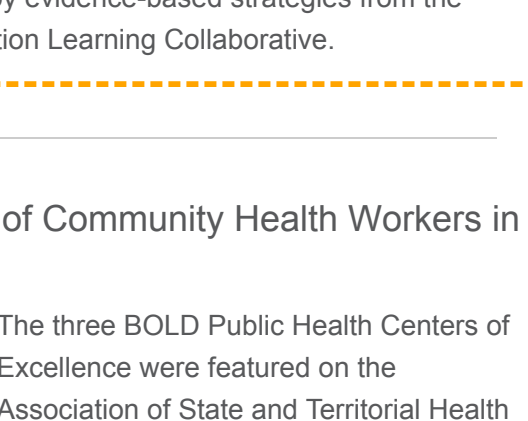 by evidence-based strategies from the
tion Learning Collaborative.
of Community Health Workers in
The three BOLD Public Health Centers of
Excellence were featured on the
Association of State and Territorial Health